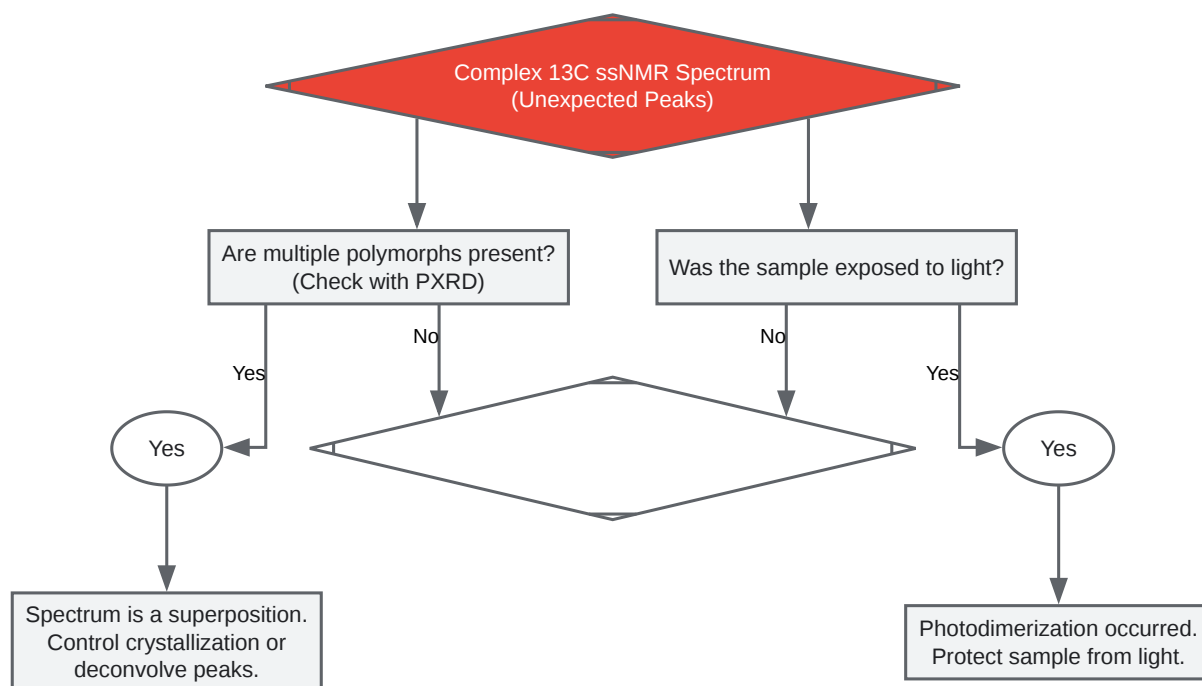 Complex 13C ssNMR Spectrum
(Unexpected Peaks)
Are multiple polymorphs present?
(Check with PXRD)
Was the sample exposed to light?
No
No
Yes
Yes
Yes
Yes
Spectrum is a superposition.
Control crystallization or
deconvolve peaks.
Photodimerization occurred.
Protect sample from light.